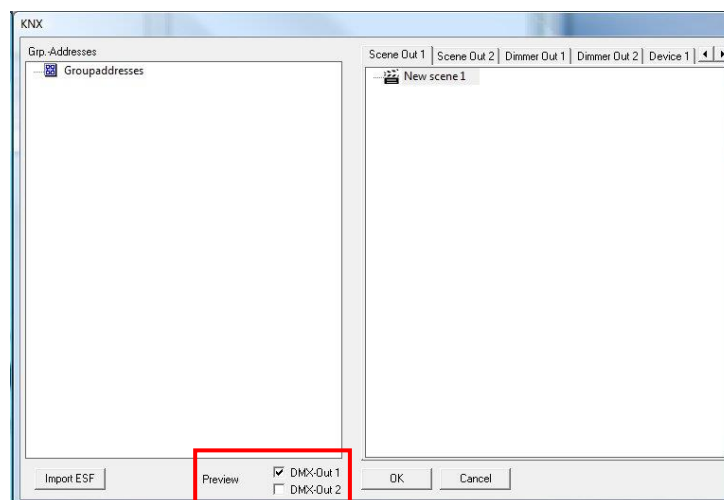 KNX
Grp.-Addresses
Groupaddresses
Scene Out 1 Scene Out 2 Dimmer Out 1 Dimmer Out 2 Device 1
New scene 1
Import ESF
Preview
DMX-Out 1
DMX-Out 2
OK
Cancel